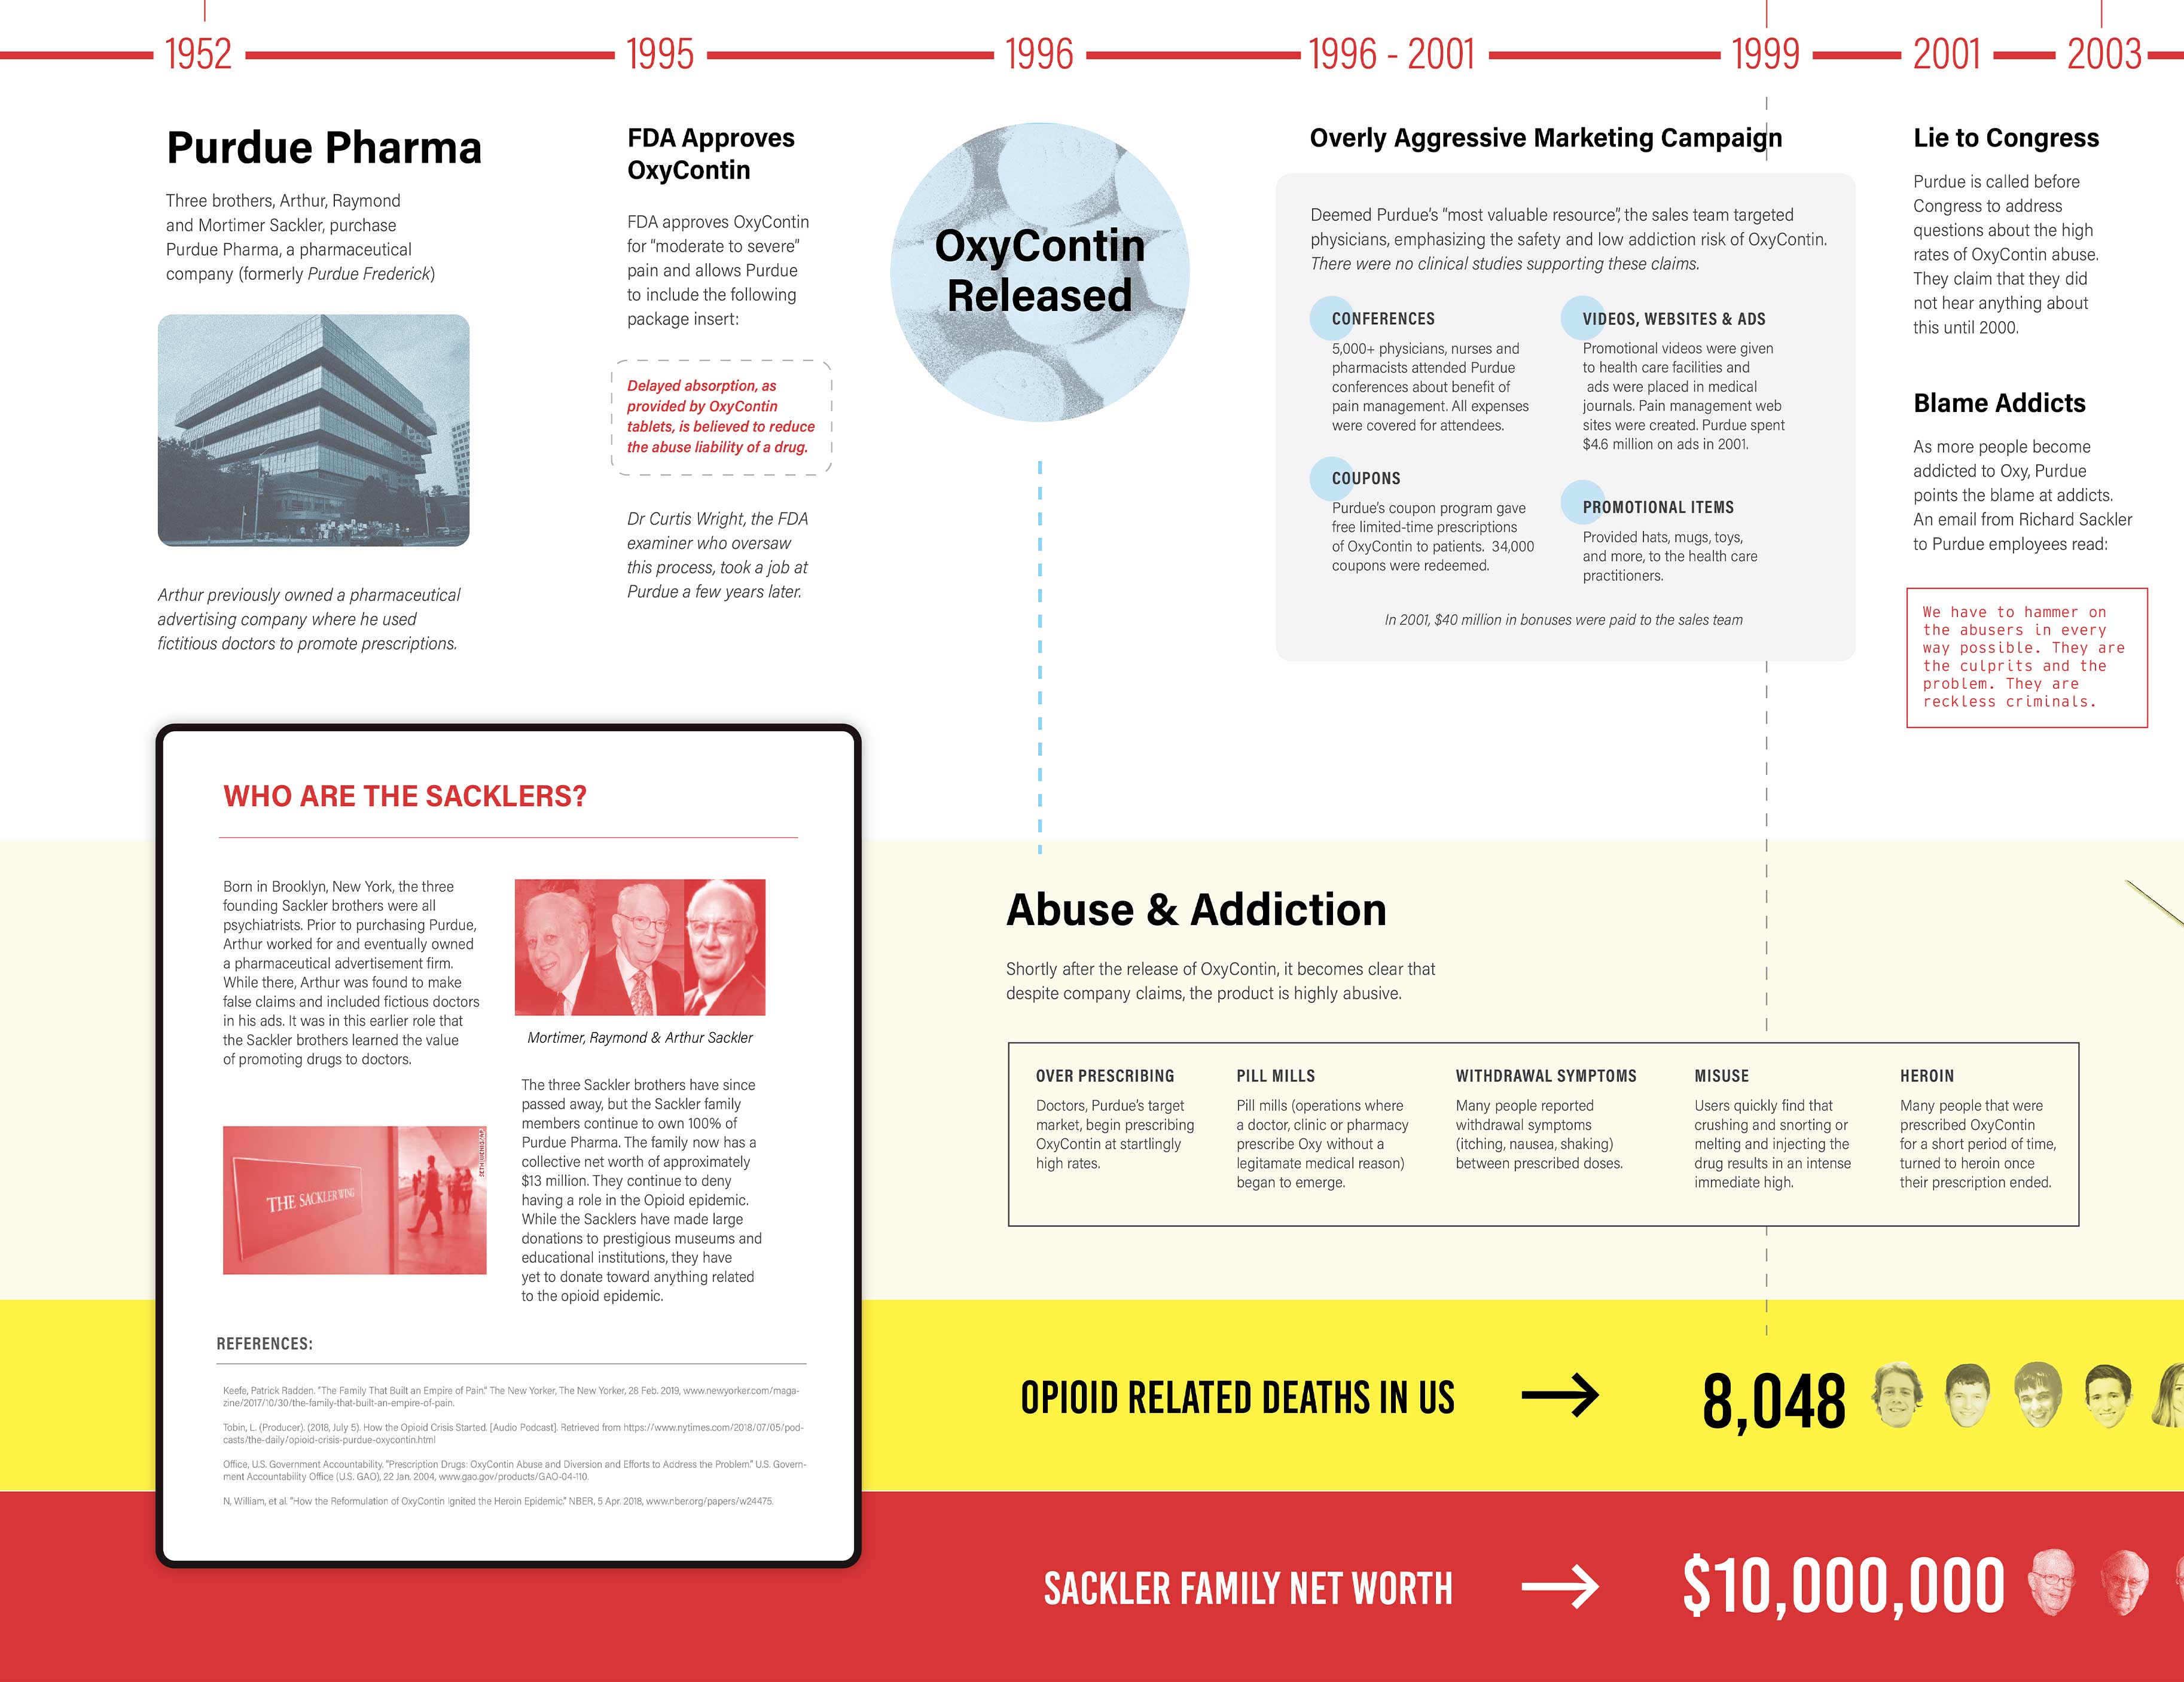 1952
1995
1996
1996 - 2001
1999
2001
2003
Purdue Pharma
Three brothers, Arthur, Raymond
and Mortimer Sackler, purchase
Purdue Pharma, a pharmaceutical
company (formerly Purdue Frederick)
Arthur previously owned a pharmaceutical
advertising company where he used
fictitious doctors to promote prescriptions.
FDA Approves
OxyContin
FDA approves OxyContin
for "moderate to severe"
pain and allows Purdue
to include the following
package insert:
Delayed absorption, as
provided by OxyContin
tablets, is believed to reduce
the abuse liability of a drug.
Dr Curtis Wright, the FDA
examiner who oversaw
this process, took a job at
Purdue a few years later.
OxyContin
Released
Overly Aggressive Marketing Campaign
Deemed Purdue's "most valuable resource", the sales team targeted
physicians, emphasizing the safety and low addiction risk of OxyContin.
There were no clinical studies supporting these claims.
CONFERENCES
5,000+ physicians, nurses and
pharmacists attended Purdue
conferences about benefit of
pain management. All expenses
were covered for attendees.
COUPONS
Purdue's coupon program gave
free limited-time prescriptions
of OxyContin to patients. 34,000
coupons were redeemed.
VIDEOS, WEBSITES & ADS
Promotional videos were given
to health care facilities and
ads were placed in medical
journals. Pain management web
sites were created. Purdue spent
$4.6 million on ads in 2001.
PROMOTIONAL ITEMS
Provided hats, mugs, toys,
and more, to the health care
practitioners.
In 2001, $40 million in bonuses were paid to the sales team
Lie to Congress
Purdue is called before
Congress to address
questions about the high
rates of OxyContin abuse.
They claim that they did
not hear anything about
this until 2000.
Blame Addicts
As more people become
addicted to Oxy, Purdue
points the blame at addicts.
An email from Richard Sackler
to Purdue employees read:
We have to hammer on
the abusers in every
way possible. They are
the culprits and the
problem. They are
reckless criminals.
WHO ARE THE SACKLERS?
Born in Brooklyn, New York, the three
founding Sackler brothers were all
psychiatrists. Prior to purchasing Purdue,
Arthur worked for and eventually owned
a pharmaceutical advertisement firm.
While there, Arthur was found to make
false claims and included fictious doctors
in his ads. It was in this earlier role that
the Sackler brothers learned the value
of promoting drugs to doctors.
THE SACKLER WING
Mortimer, Raymond & Arthur Sackler
The three Sackler brothers have since
passed away, but the Sackler family
members continue to own 100% of
Purdue Pharma. The family now has a
collective net worth of approximately
$13 million. They continue to deny
having a role in the Opioid epidemic.
While the Sacklers have made large
donations to prestigious museums and
educational institutions, they have
yet to donate toward anything related
to the opioid epidemic.
REFERENCES:
Keefe, Patrick Radden. "The Family That Built an Empire of Pain." The New Yorker, The New Yorker, 28 Feb. 2019, www.newyorker.com/maga-
zine/2017/10/30/the-family-that-built-an-empire-of-pain.
Tobin, L. (Producer). (2018, July 5). How the Opioid Crisis Started. [Audio Podcast]. Retrieved from https://www.nytimes.com/2018/07/05/pod-
casts/the-daily/opioid-crisis-purdue-oxycontin.html
Office, U.S. Government Accountability. "Prescription Drugs: OxyContin Abuse and Diversion and Efforts to Address the Problem." U.S. Govern-
ment Accountability Office (U.S. GAO), 22 Jan. 2004, www.gao.gov/products/GAO-04-110.
N, William, et al. "How the Reformulation of OxyContin Ignited the Heroin Epidemic." NBER, 5 Apr. 2018, www.nber.org/papers/w24475.
Abuse & Addiction
Shortly after the release of OxyContin, it becomes clear that
despite company claims, the product is highly abusive.
OVER PRESCRIBING
Doctors, Purdue's target
market, begin prescribing
OxyContin at startlingly
high rates.
PILL MILLS
Pill mills (operations where
a doctor, clinic or pharmacy
prescribe Oxy without a
legitamate medical reason)
began to emerge.
WITHDRAWAL SYMPTOMS
Many people reported
withdrawal symptoms
(itching, nausea, shaking)
between prescribed doses.
MISUSE
Users quickly find that
crushing and snorting or
melting and injecting the
drug results in an intense
immediate high.
HEROIN
Many people that were
prescribed OxyContin
for a short period of time,
turned to heroin once
their prescription ended.
OPIOID RELATED DEATHS IN US
8,048
SACKLER FAMILY NET WORTH
$10,000,000